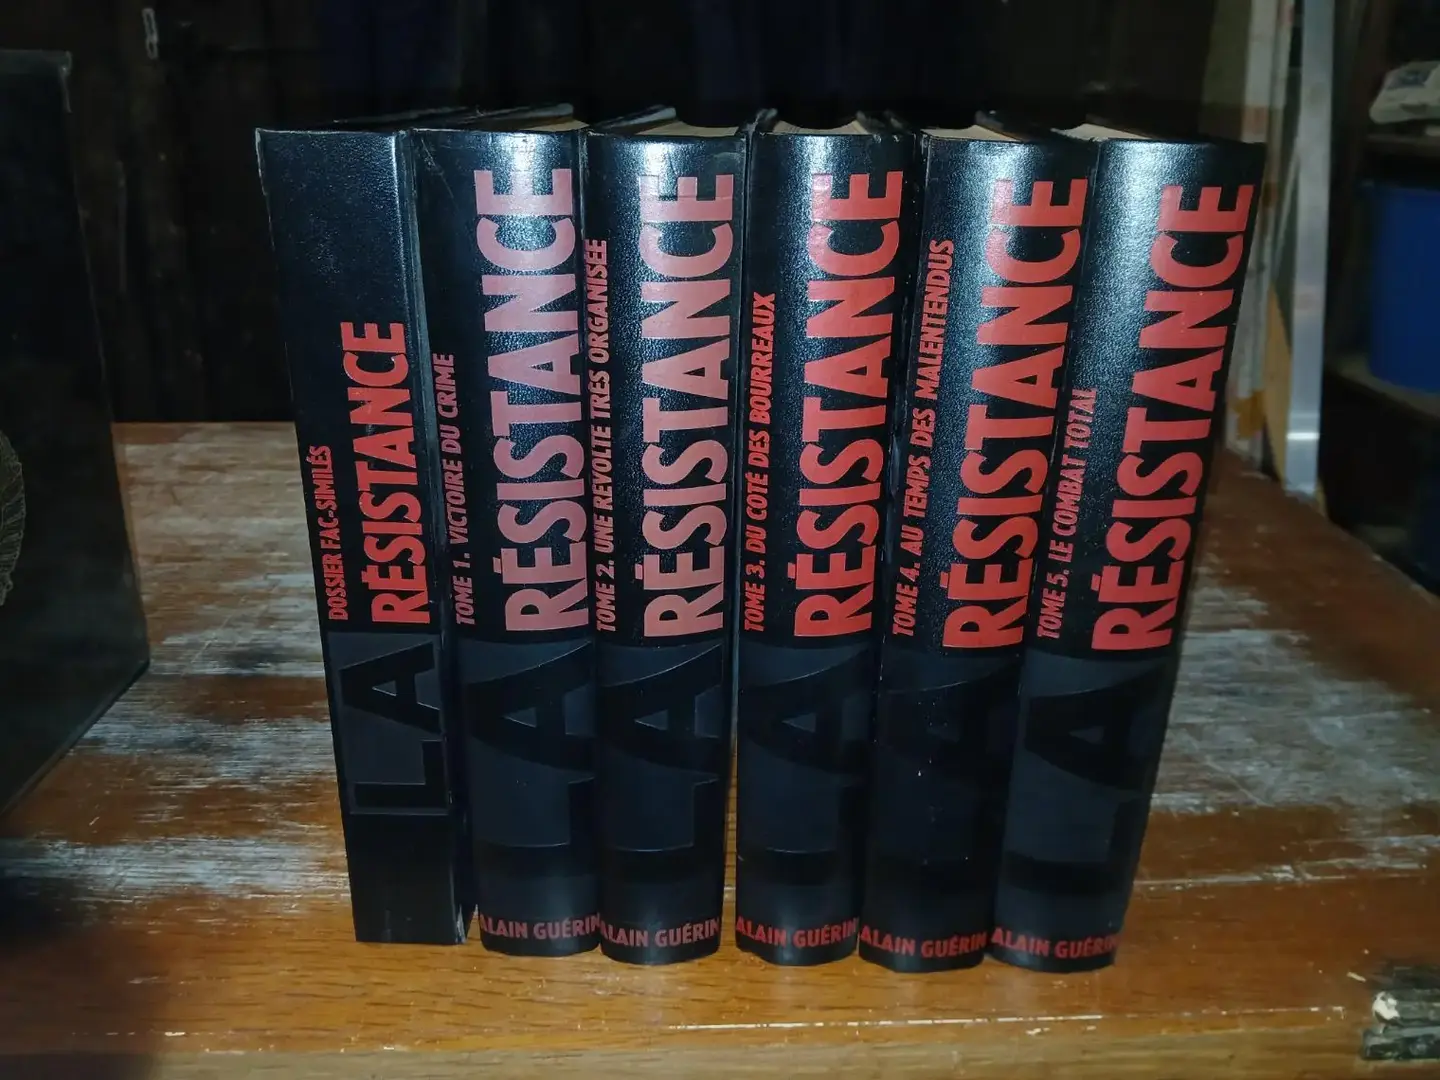 DOSSIER FAC-SIMILÉS
LA RÉSISTANCE
TOME 1. VICTOIRE DU CRIME
LA RÉSISTANCE
ALAIN GUÉRIN
TOME 2. UNE REVOLTE TRES ORGANISEE
LA RÉSISTANCE
ALAIN GUÉRIN
TOME 3. DU COTÉ DES BOURREAUX
LA RÉSISTANCE
ALAIN GUÉRIN
TOME 4. AU TEMPS DES MALENTENDUS
LA RÉSISTANCE
ALAIN GUÉRIN
TOME 5. LE COMBAT TOTAL
LA RÉSISTANCE
ALAIN GUÉRIN